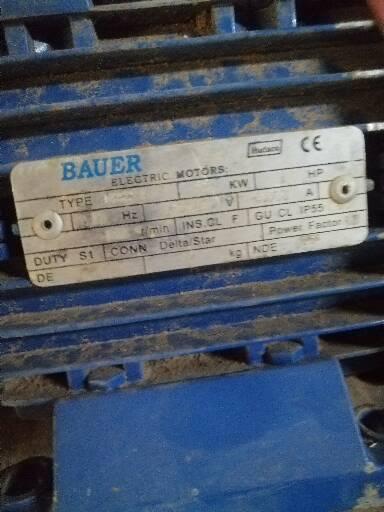 BAUER
Hudaco CE
ELECTRIC MOTORS:
TYPE KW HP
Hz V A
r/min INS.CL F GU CL IP55
DUTY S1 CONN Delta/Star Power Factor
DE kg NDE